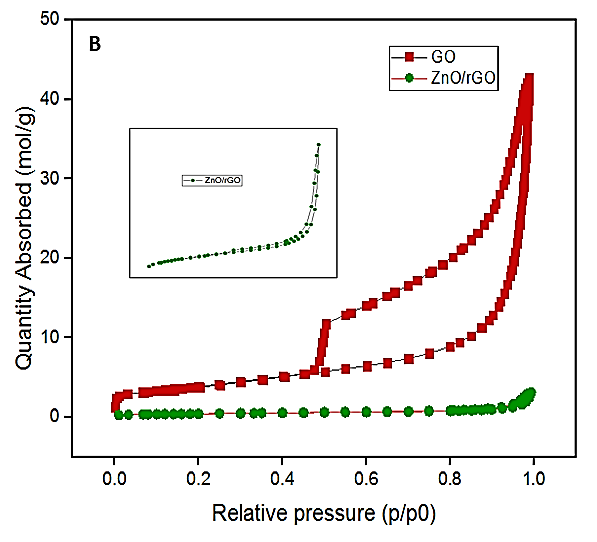 B
GO
ZnO/rGO
ZnO/rGO
Quantity Absorbed (mol/g)
50
40
30
20
10
0
0.0 0.2 0.4 0.6 0.8 1.0
Relative pressure (p/p0)